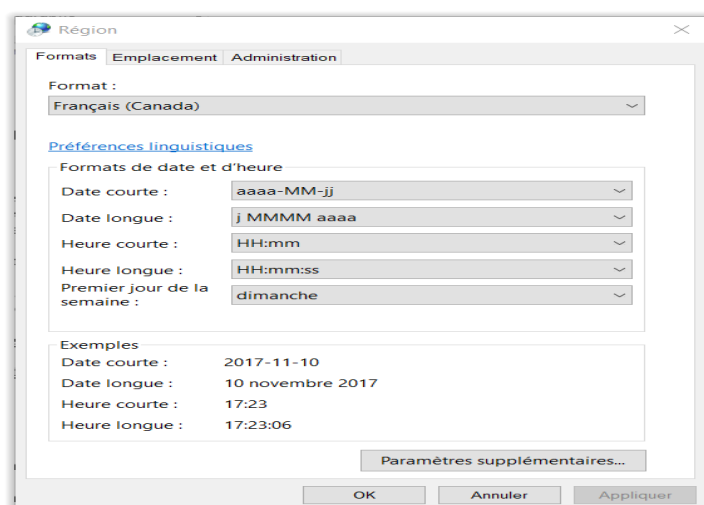 Région
Formats Emplacement Administration
Format :
Français (Canada)
Préférences linguistiques
Formats de date et d'heure
Date courte : aaaa-MM-jj
Date longue : j MMMM aaaa
Heure courte : HH:mm
Heure longue : HH:mm:ss
Premier jour de la
semaine : dimanche
Exemples
Date courte : 2017-11-10
Date longue : 10 novembre 2017
Heure courte : 17:23
Heure longue : 17:23:06
Paramètres supplémentaires...
OK Annuler Appliquer